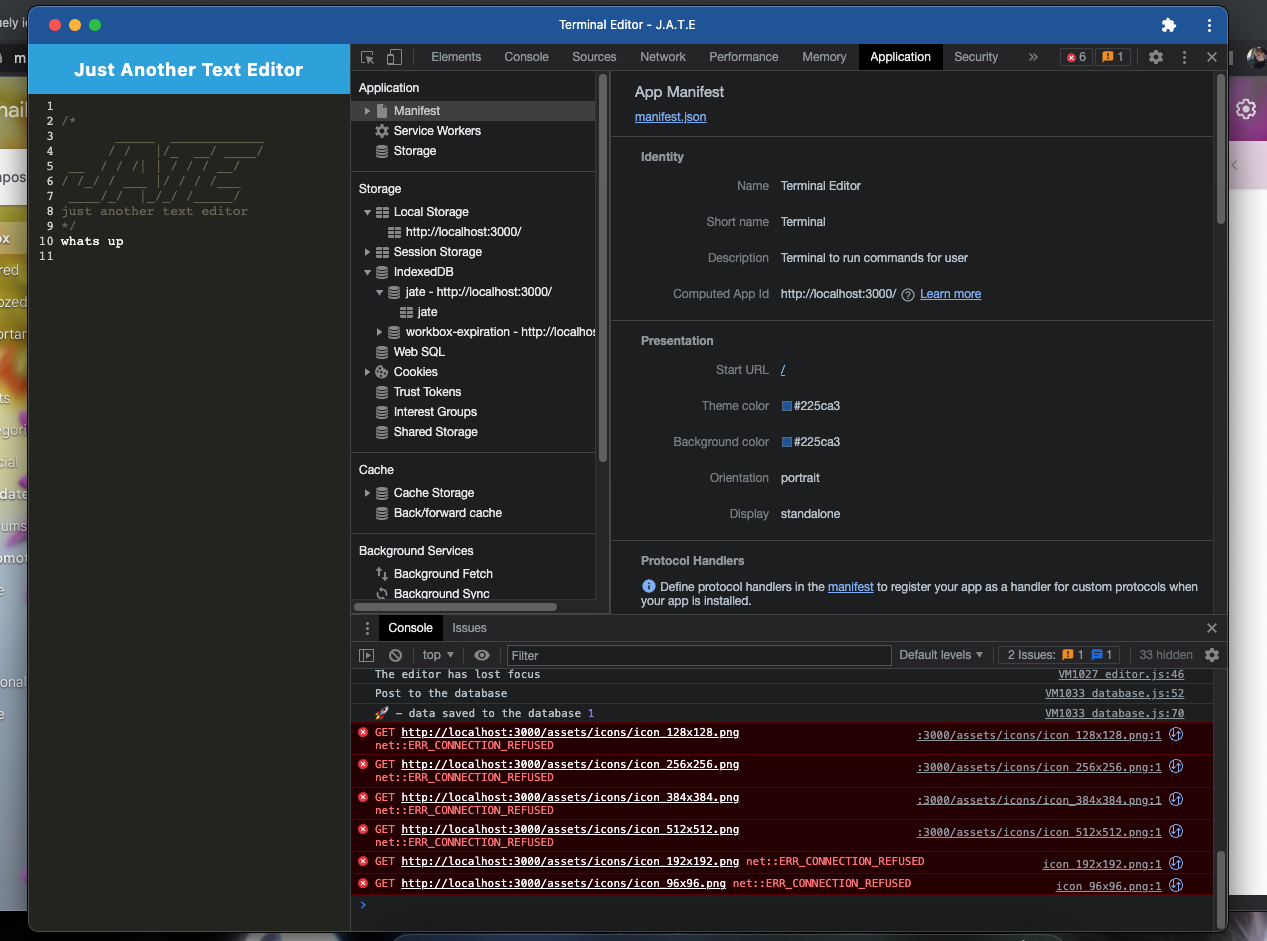 Terminal Editor - J.A.T.E
Just Another Text Editor
1
2 /*
3
4
5
6
7
8 just another text editor
9 */
10 whats up
11
Elements Console Sources Network Performance Memory Application Security » 6 1
Application
Manifest
Service Workers
Storage
Storage
Local Storage
http://localhost:3000/
Session Storage
IndexedDB
jate - http://localhost:3000/
jate
workbox-expiration - http://localhos
Web SQL
Cookies
Trust Tokens
Interest Groups
Shared Storage
Cache
Cache Storage
Back/forward cache
Background Services
Background Fetch
Background Sync
App Manifest
manifest.json
Identity
Name Terminal Editor
Short name Terminal
Description Terminal to run commands for user
Computed App Id http://localhost:3000/ Learn more
Presentation
Start URL /
Theme color #225ca3
Background color #225ca3
Orientation portrait
Display standalone
Protocol Handlers
Define protocol handlers in the manifest to register your app as a handler for custom protocols when
your app is installed.
Console Issues
top Filter Default levels 2 Issues: 1 1 33 hidden
The editor has lost focus VM1027 editor.js:46
Post to the database VM1033 database.js:52
🚀 – data saved to the database 1 VM1033 database.js:70
GET http://localhost:3000/assets/icons/icon_128x128.png :3000/assets/icons/icon_128x128.png:1
net::ERR_CONNECTION_REFUSED
GET http://localhost:3000/assets/icons/icon_256x256.png :3000/assets/icons/icon_256x256.png:1
net::ERR_CONNECTION_REFUSED
GET http://localhost:3000/assets/icons/icon_384x384.png :3000/assets/icons/icon_384x384.png:1
net::ERR_CONNECTION_REFUSED
GET http://localhost:3000/assets/icons/icon_512x512.png :3000/assets/icons/icon_512x512.png:1
net::ERR_CONNECTION_REFUSED
GET http://localhost:3000/assets/icons/icon_192x192.png net::ERR_CONNECTION_REFUSED icon_192x192.png:1
GET http://localhost:3000/assets/icons/icon_96x96.png net::ERR_CONNECTION_REFUSED icon_96x96.png:1